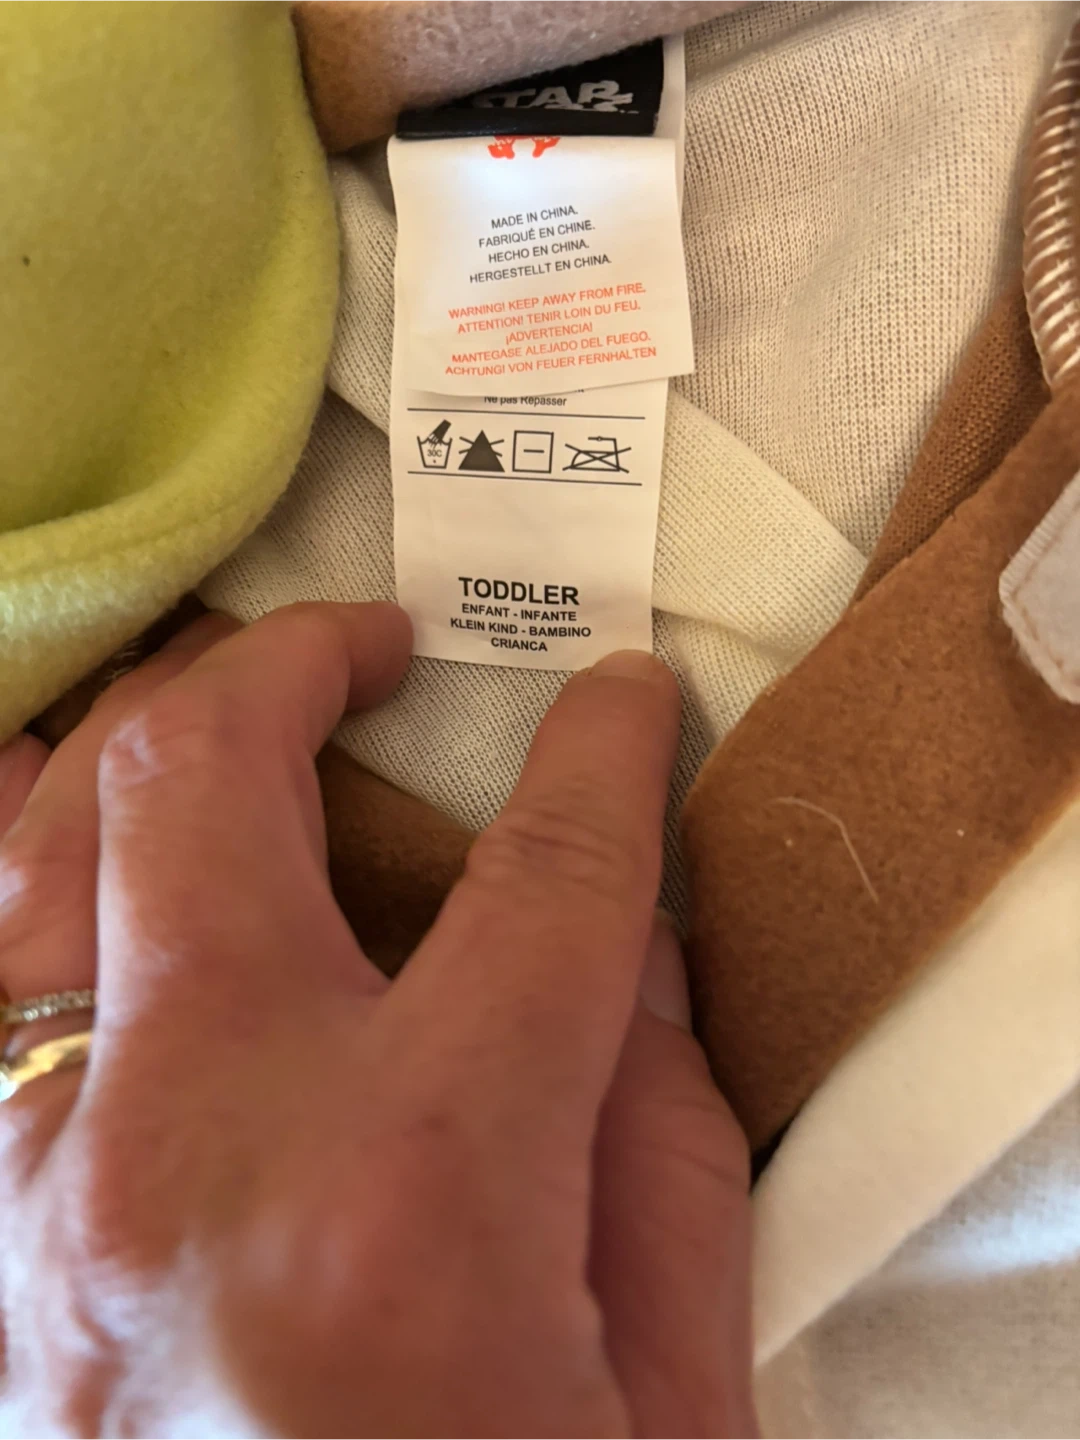 STAR
MADE IN CHINA.
FABRIQUÉ EN CHINE.
HECHO EN CHINA.
HERGESTELLT EN CHINA.
WARNING! KEEP AWAY FROM FIRE.
ATTENTION! TENIR LOIN DU FEU.
¡ADVERTENCIA!
MANTEGASE ALEJADO DEL FUEGO.
ACHTUNG! VON FEUER FERNHALTEN
Ne pas Repasser
30C
TODDLER
ENFANT - INFANTE
KLEIN KIND - BAMBINO
CRIANCA